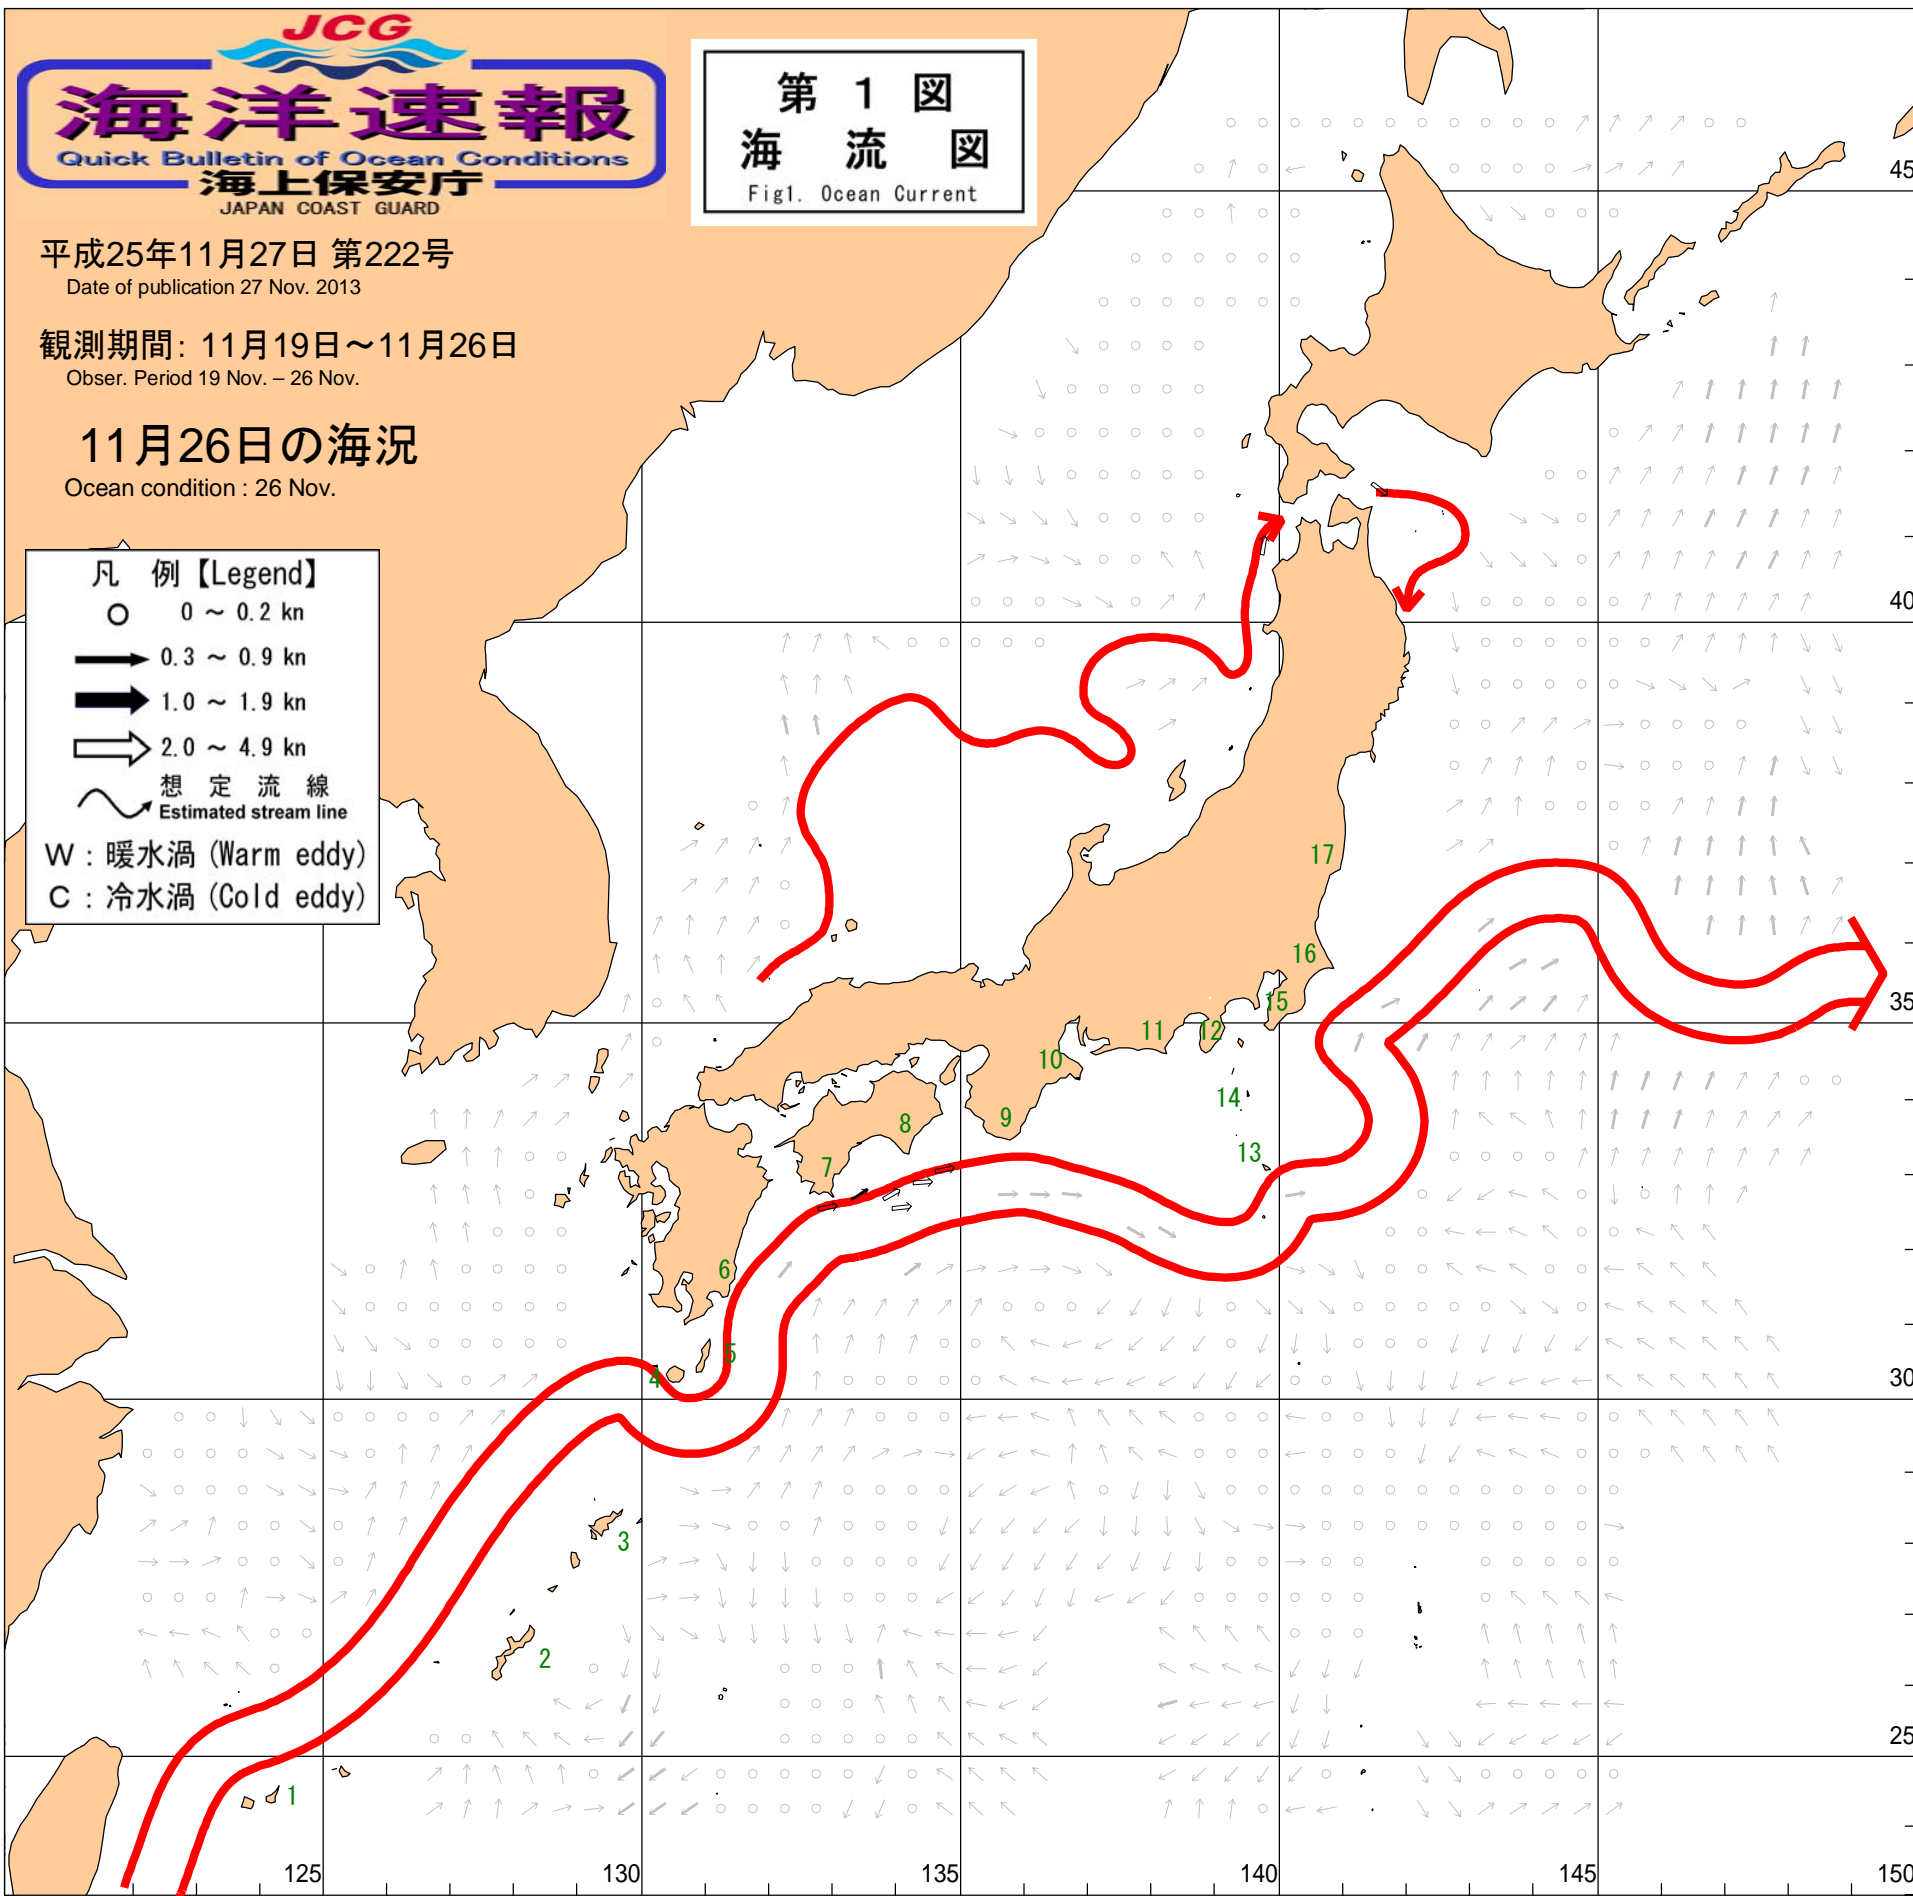 JCG
海洋速報
Quick Bulletin of Ocean Conditions
海上保安庁
JAPAN COAST GUARD
第 1 図
海 流 図
Fig1. Ocean Current
平成25年11月27日 第222号
Date of publication 27 Nov. 2013
観測期間: 11月19日～11月26日
Obser. Period 19 Nov. – 26 Nov.
11月26日の海況
Ocean condition : 26 Nov.
凡 例【Legend】
0 ～ 0.2 kn
0.3 ～ 0.9 kn
1.0 ～ 1.9 kn
2.0 ～ 4.9 kn
想 定 流 線
Estimated stream line
W : 暖水渦 (Warm eddy)
C : 冷水渦 (Cold eddy)
45
40
17
16
15
35
11
12
10
14
9
8
13
7
6
5
4
30
3
2
25
1
125
130
135
140
145
150